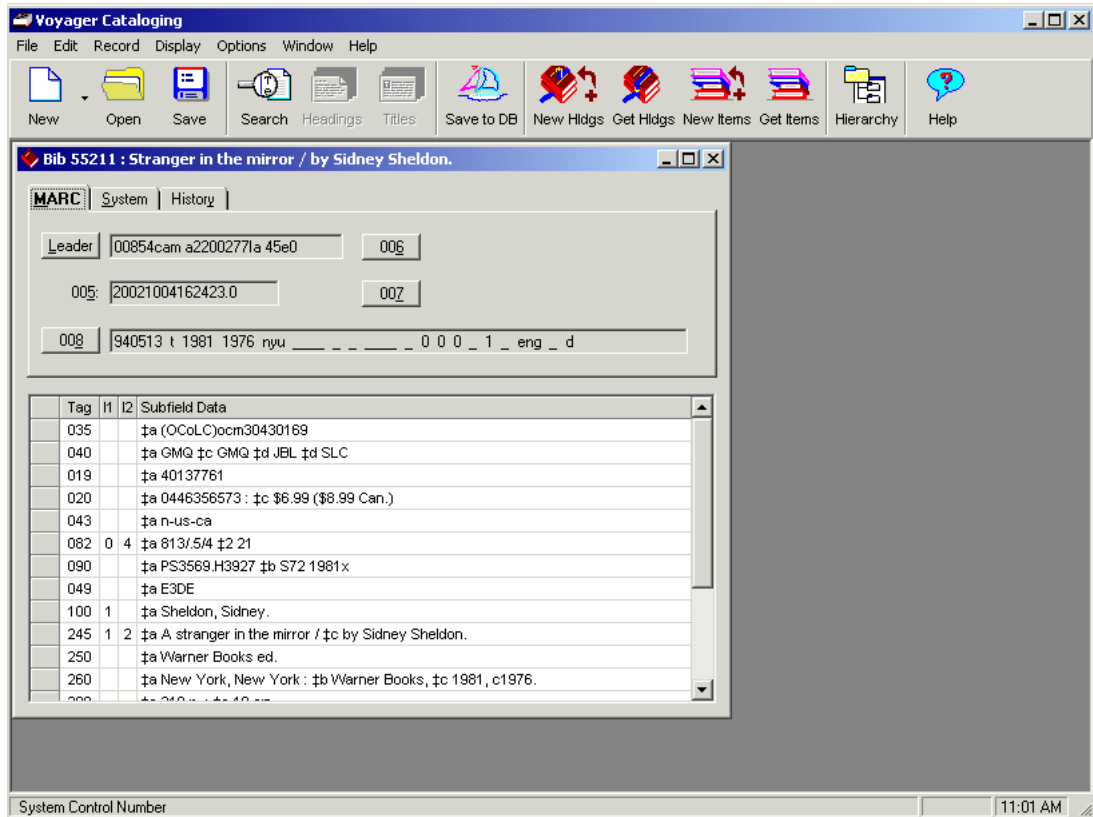 Voyager Cataloging
File Edit Record Display Options Window Help
New Open Save Search Headings Titles Save to DB New Hldgs Get Hldgs New Items Get Items Hierarchy Help
Bib 55211 : Stranger in the mirror / by Sidney Sheldon.
MARC System History
Leader 00854cam a2200277Ia 45e0 006
005: 20021004162423.0 007
008 940513 t 1981 1976 nyu ____ _ _ ____ _ 0 0 0 _ 1 _ eng _ d
Tag I1 I2 Subfield Data
035 ‡a (OCoLC)ocm30430169
040 ‡a GMQ ‡c GMQ ‡d JBL ‡d SLC
019 ‡a 40137761
020 ‡a 0446356573 : ‡c $6.99 ($8.99 Can.)
043 ‡a n-us-ca
082 0 4 ‡a 813/.5/4 ‡2 21
090 ‡a PS3569.H3927 ‡b S72 1981x
049 ‡a E3DE
100 1 ‡a Sheldon, Sidney.
245 1 2 ‡a A stranger in the mirror / ‡c by Sidney Sheldon.
250 ‡a Warner Books ed.
260 ‡a New York, New York : ‡b Warner Books, ‡c 1981, c1976.
System Control Number 11:01 AM